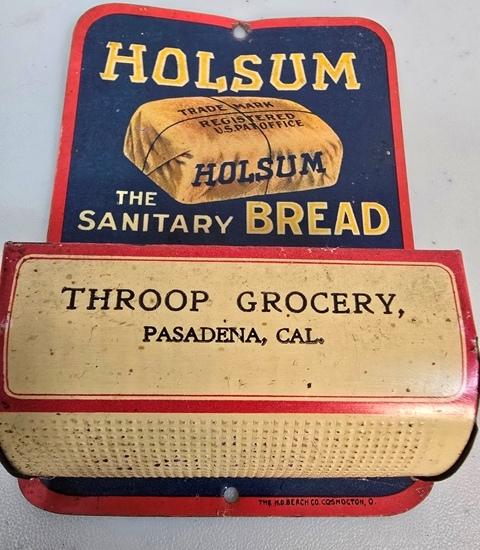 HOLSUM
TRADE MARK
REGISTERED
U.S. PAT. OFFICE
HOLSUM
THE
SANITARY BREAD
THROOP GROCERY,
PASADENA, CAL.
THE H.D. BEACH CO. COSHOCTON, O.